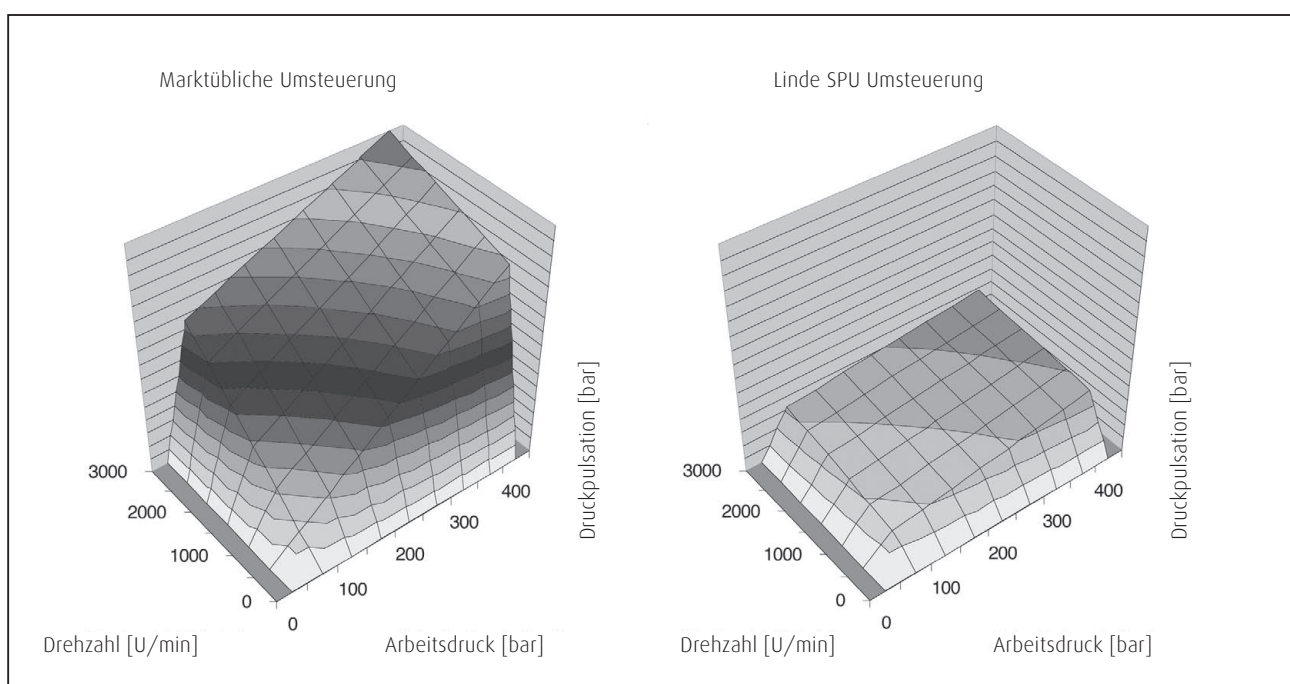 Marktübliche Umsteuerung
3000
2000
1000
0
0
100
200
300
400
Druckpulsation [bar]
Drehzahl [U/min]
Arbeitsdruck [bar]
Linde SPU Umsteuerung
3000
2000
1000
0
0
100
200
300
400
Druckpulsation [bar]
Drehzahl [U/min]
Arbeitsdruck [bar]